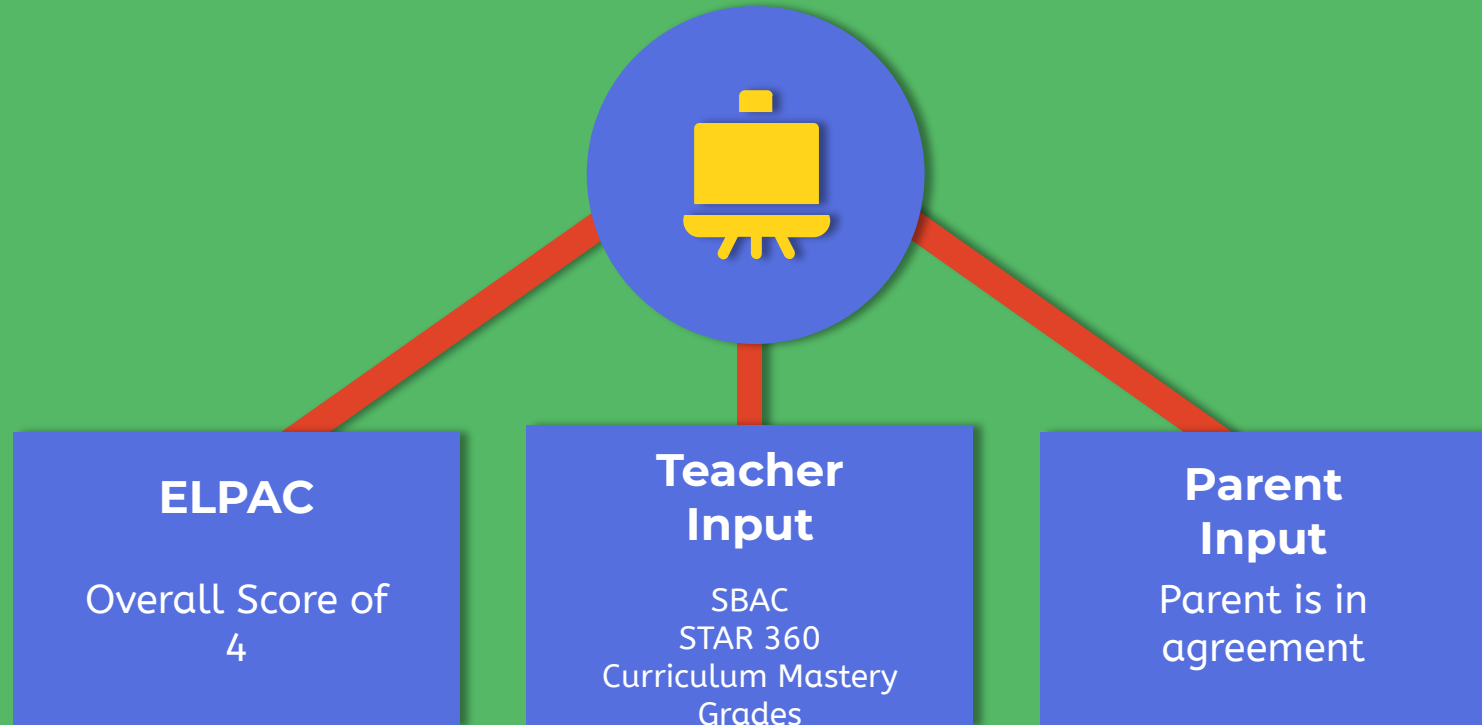 ELPAC
Overall Score of
4
Teacher
Input
SBAC
STAR 360
Curriculum Mastery
Grades
Parent
Input
Parent is in
agreement